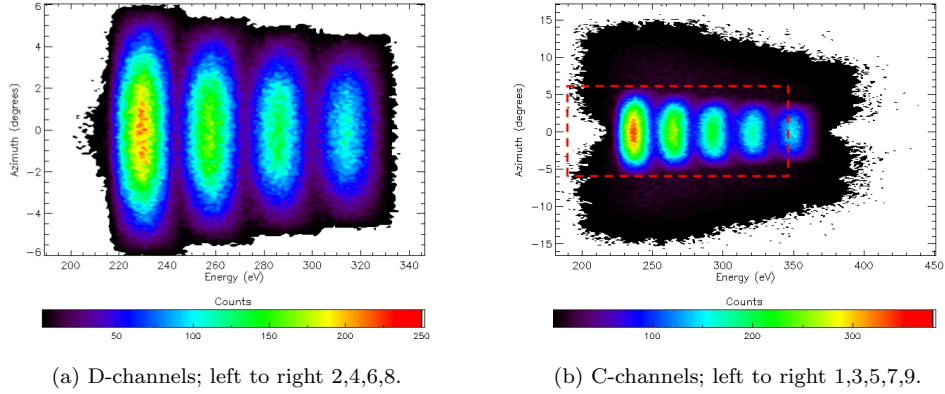 6
4
2
0
−2
−4
−6
Azimuth (degrees)
200 220 240 260 280 300 320 340
Energy (eV)
Counts
50 100 150 200 250
(a) D-channels; left to right 2,4,6,8.
15
10
5
0
−5
−10
−15
Azimuth (degrees)
200 250 300 350 400 450
Energy (eV)
Counts
100 200 300
(b) C-channels; left to right 1,3,5,7,9.